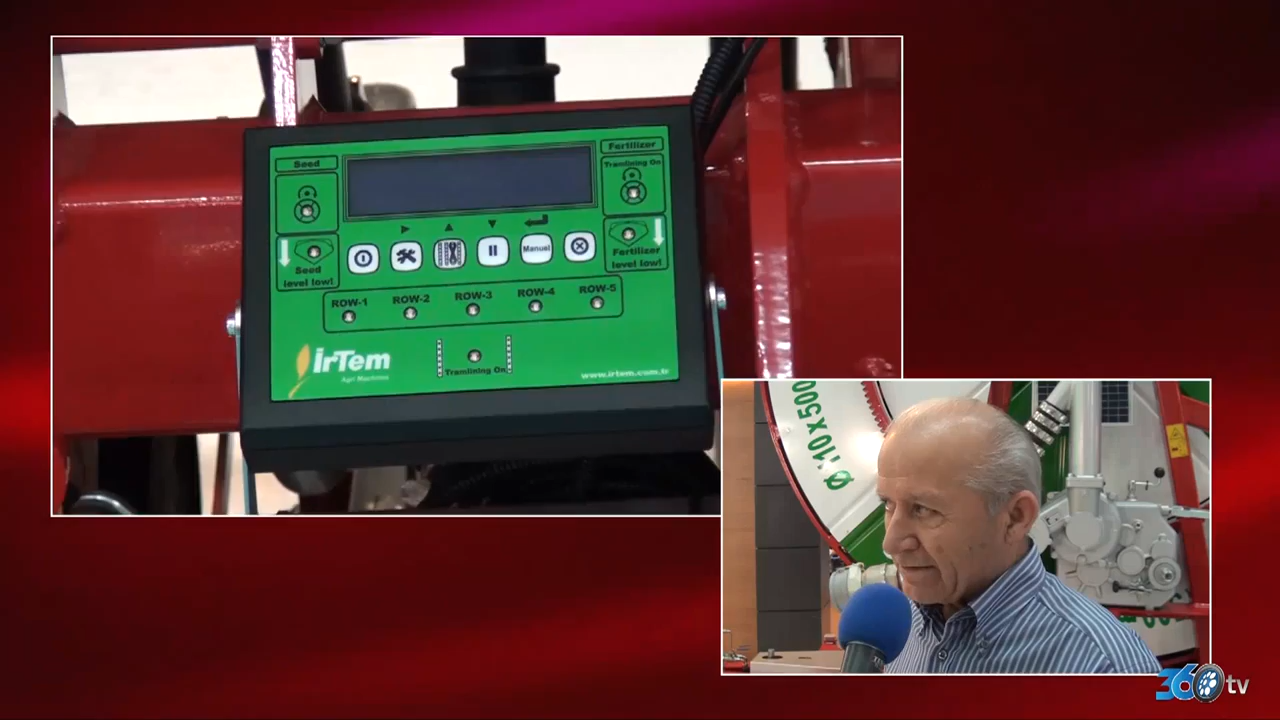 Seed
Fertilizer
Tramlining On
Seed
level low!
Manual
Fertilizer
level low!
ROW-1
ROW-2
ROW-3
ROW-4
ROW-5
irTem
Agri Machines
Tramlining On
www.irtem.com.tr
Ø:10 X 500
360 tv